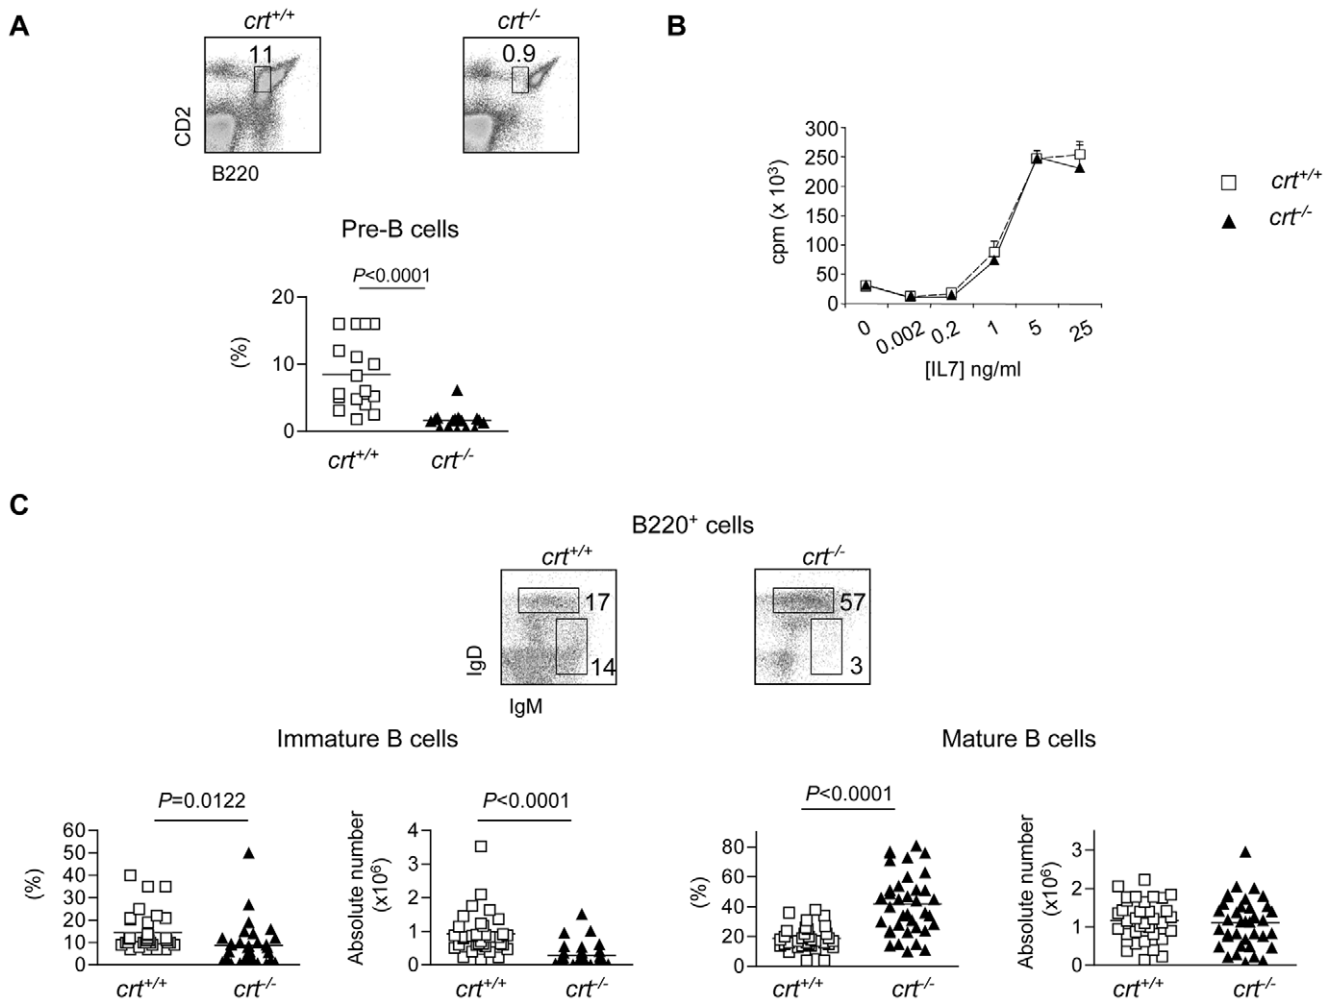 A
crt+/+
crt-/-
11
0.9
CD2
B220
Pre-B cells
P<0.0001
20
10
0
(%)
crt+/+
crt-/-
B
300
250
200
150
100
50
0
cpm (x 10³)
0
0.002
0.2
1
5
25
[IL7] ng/ml
crt+/+
crt-/-
C
B220+ cells
crt+/+
crt-/-
17
14
57
3
IgD
IgM
Immature B cells
Mature B cells
P=0.0122
60
50
40
30
20
10
0
(%)
crt+/+
crt-/-
P<0.0001
4
3
2
1
0
Absolute number
(x10⁶)
crt+/+
crt-/-
P<0.0001
80
60
40
20
0
(%)
crt+/+
crt-/-
3
2
1
0
Absolute number
(x10⁶)
crt+/+
crt-/-